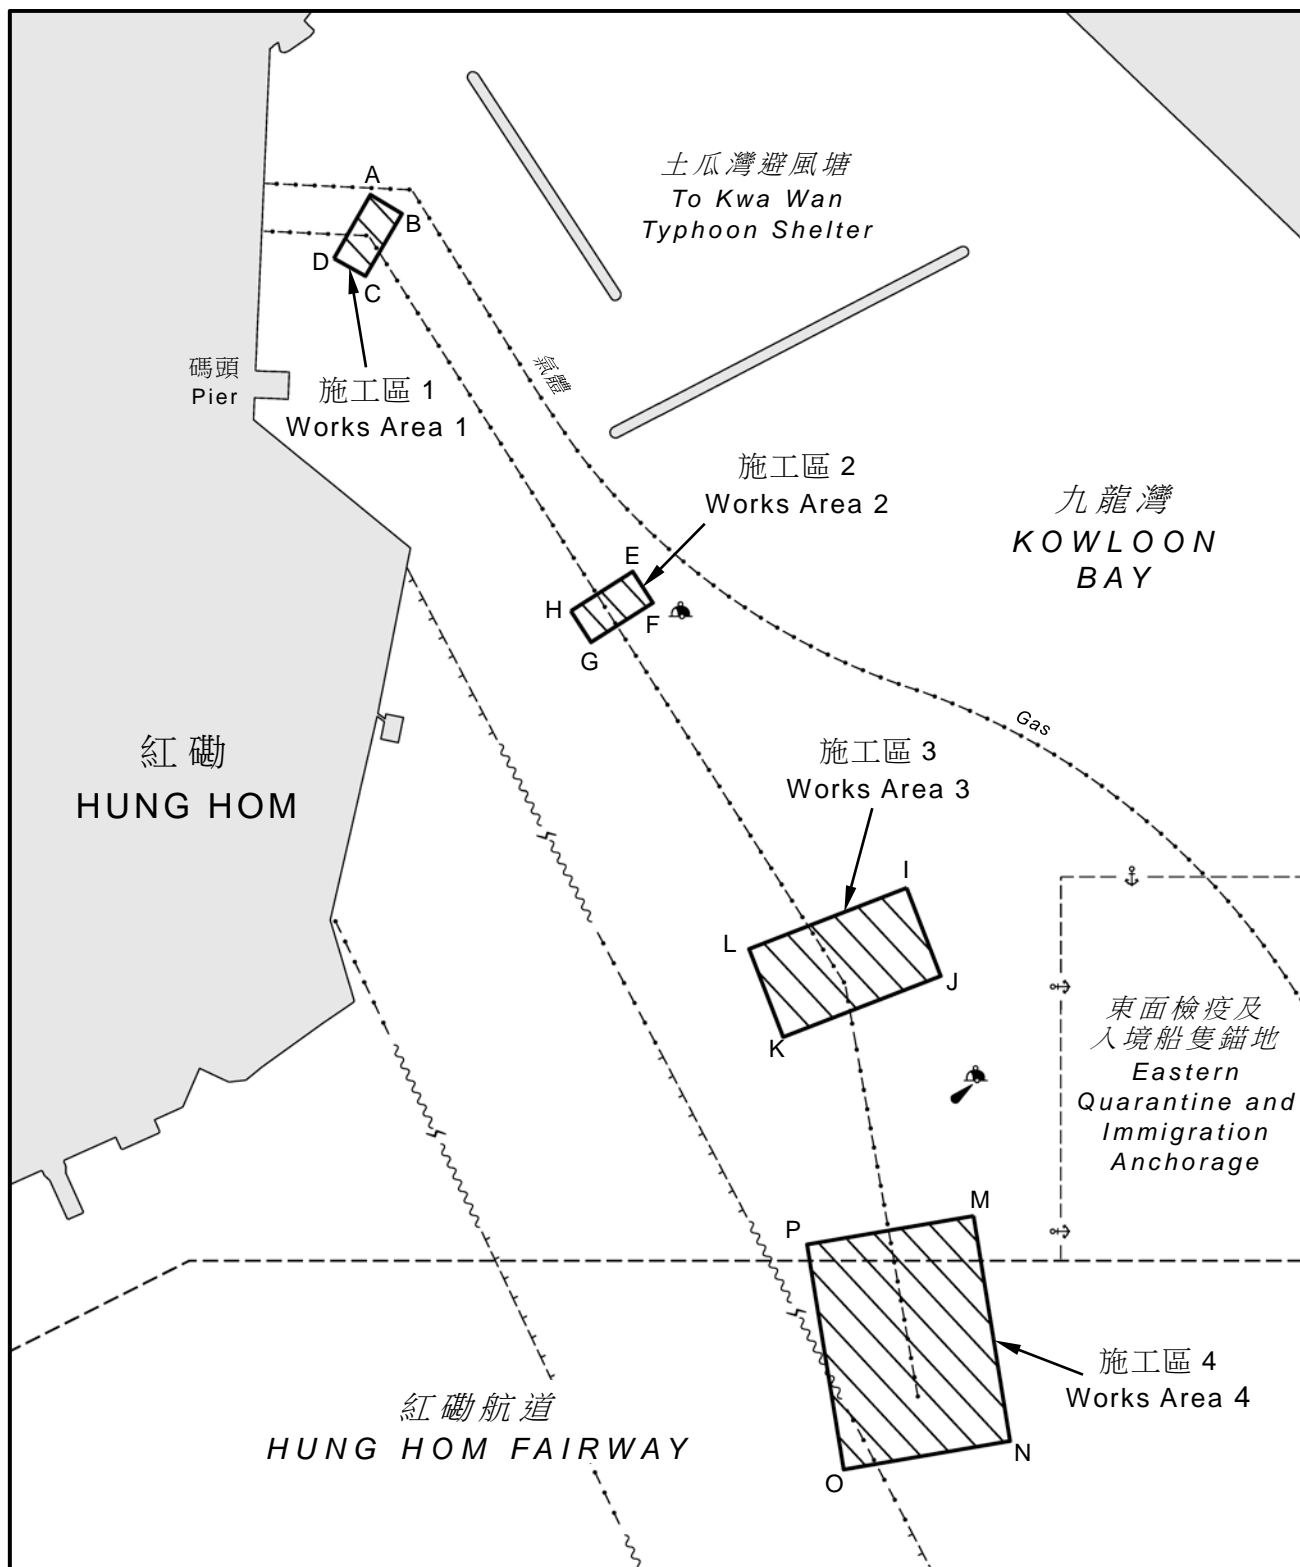 土瓜灣避風塘
To Kwa Wan
Typhoon Shelter
A
B
D
C
氣體
碼頭
Pier
施工區 1
Works Area 1
施工區 2
Works Area 2
九龍灣
KOWLOON
BAY
E
H
F
G
Gas
紅磡
HUNG HOM
施工區 3
Works Area 3
I
L
J
K
東面檢疫及
入境船隻錨地
Eastern
Quarantine and
Immigration
Anchorage
M
P
施工區 4
Works Area 4
紅磡航道
HUNG HOM FAIRWAY
N
O